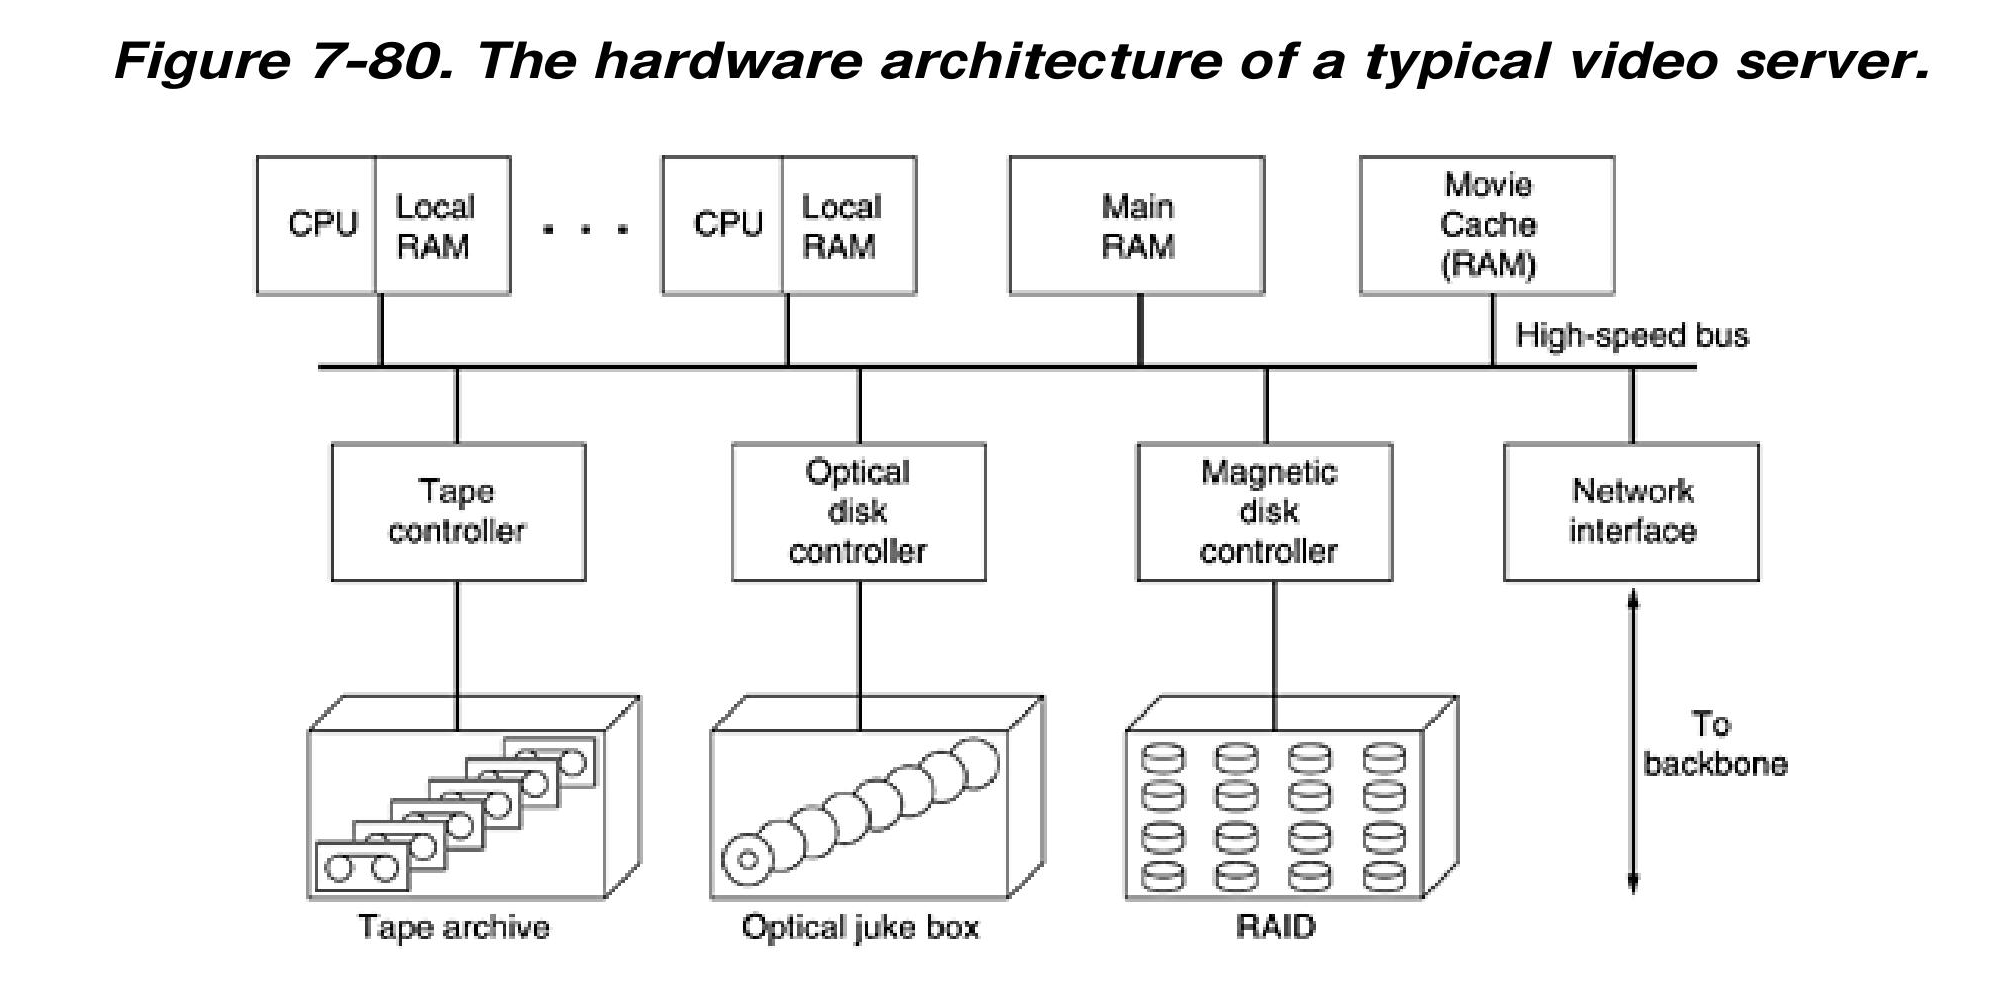 Figure 7-80. The hardware architecture of a typical video server.
CPU
Local
RAM
. . .
CPU
Local
RAM
Main
RAM
Movie
Cache
(RAM)
High-speed bus
Tape
controller
Optical
disk
controller
Magnetic
disk
controller
Network
interface
To
backbone
Tape archive
Optical juke box
RAID